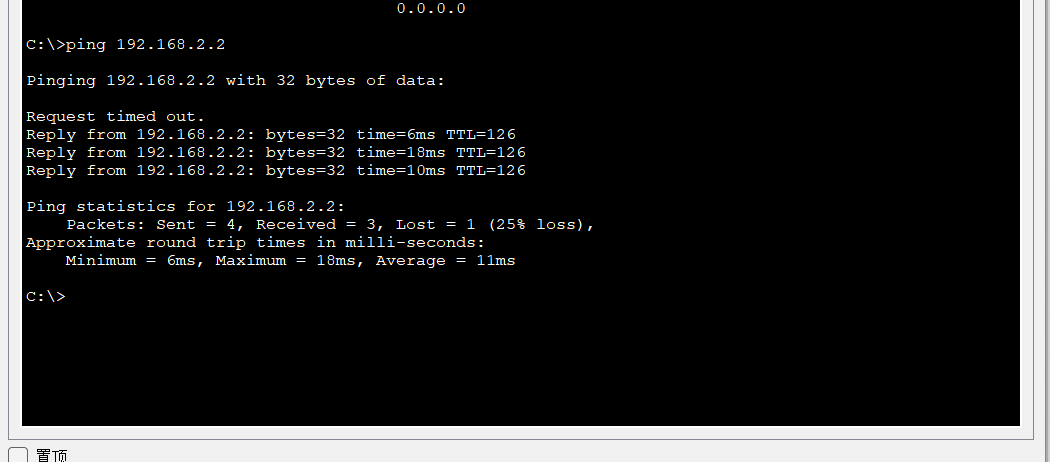 0.0.0.0
C:\>ping 192.168.2.2
Pinging 192.168.2.2 with 32 bytes of data:
Request timed out.
Reply from 192.168.2.2: bytes=32 time=6ms TTL=126
Reply from 192.168.2.2: bytes=32 time=18ms TTL=126
Reply from 192.168.2.2: bytes=32 time=10ms TTL=126
Ping statistics for 192.168.2.2:
Packets: Sent = 4, Received = 3, Lost = 1 (25% loss),
Approximate round trip times in milli-seconds:
Minimum = 6ms, Maximum = 18ms, Average = 11ms
C:\>
置顶